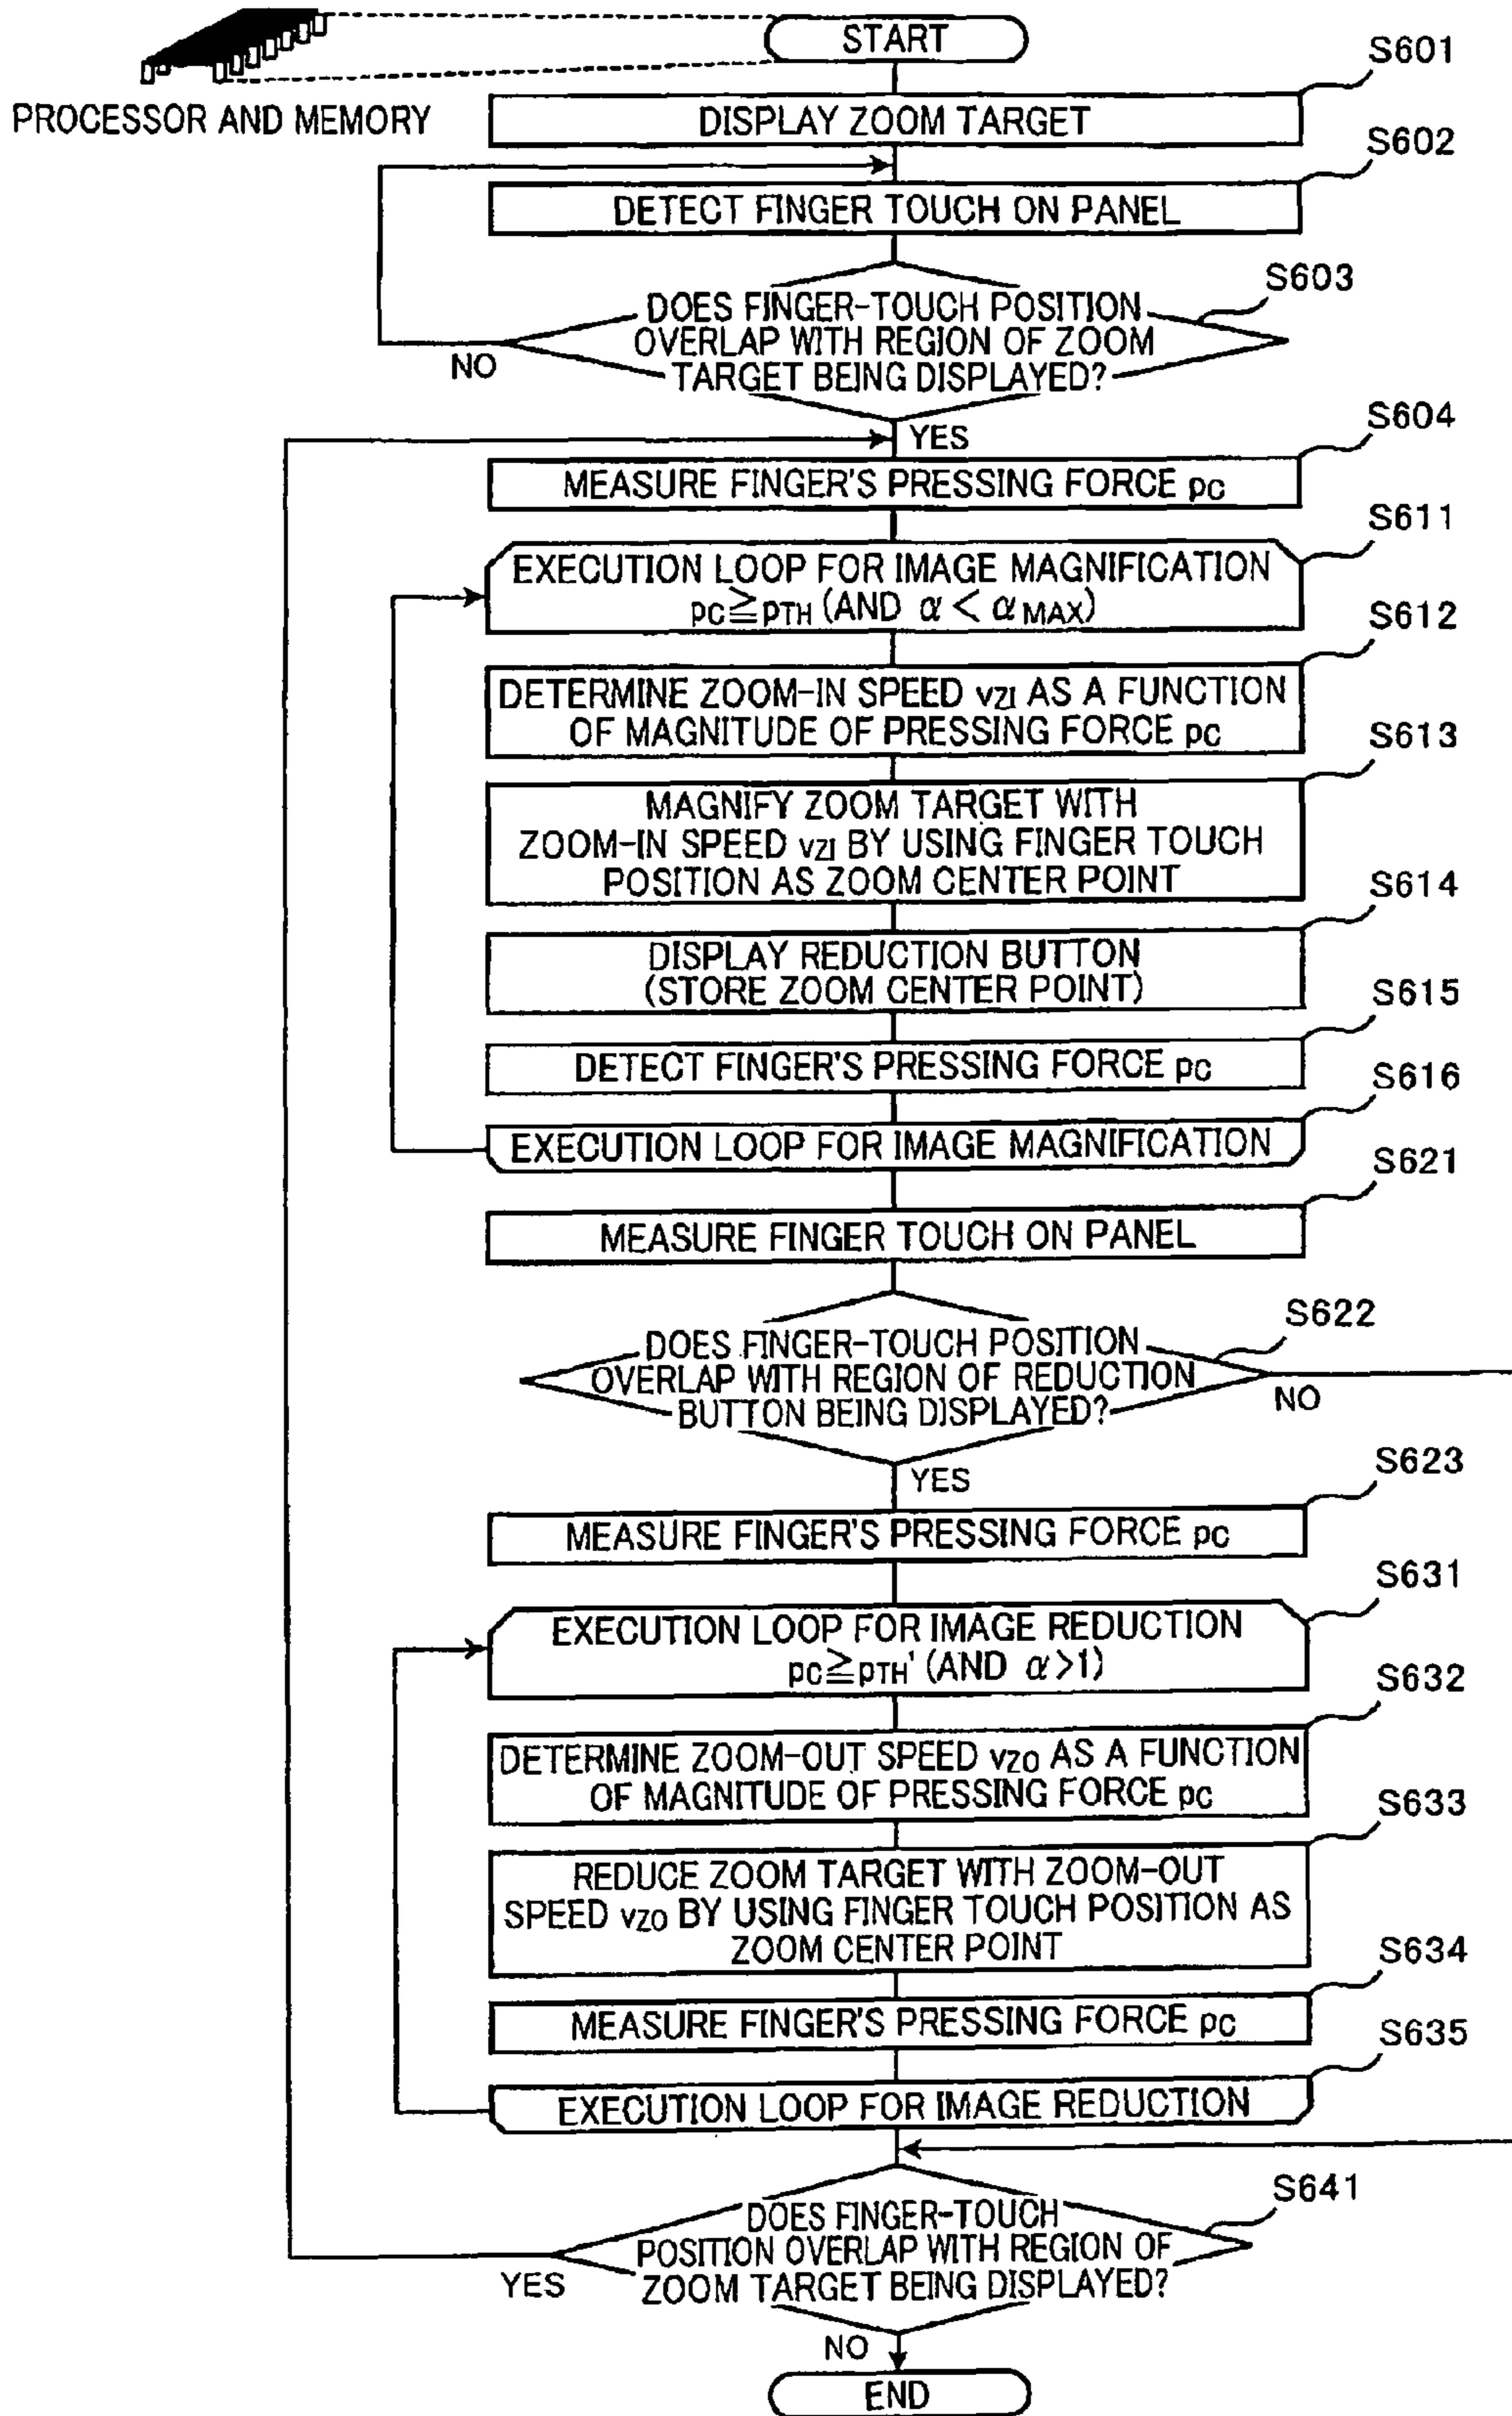 START
PROCESSOR AND MEMORY
S601
DISPLAY ZOOM TARGET
S602
DETECT FINGER TOUCH ON PANEL
S603
DOES FINGER-TOUCH POSITION
OVERLAP WITH REGION OF ZOOM
TARGET BEING DISPLAYED?
NO
YES
S604
MEASURE FINGER'S PRESSING FORCE pC
S611
EXECUTION LOOP FOR IMAGE MAGNIFICATION
pC≧pTH (AND α < αMAX)
S612
DETERMINE ZOOM-IN SPEED vZI AS A FUNCTION
OF MAGNITUDE OF PRESSING FORCE pC
S613
MAGNIFY ZOOM TARGET WITH
ZOOM-IN SPEED vZI BY USING FINGER TOUCH
POSITION AS ZOOM CENTER POINT
S614
DISPLAY REDUCTION BUTTON
(STORE ZOOM CENTER POINT)
S615
DETECT FINGER'S PRESSING FORCE pC
S616
EXECUTION LOOP FOR IMAGE MAGNIFICATION
S621
MEASURE FINGER TOUCH ON PANEL
S622
DOES FINGER-TOUCH POSITION
OVERLAP WITH REGION OF REDUCTION
BUTTON BEING DISPLAYED?
NO
YES
S623
MEASURE FINGER'S PRESSING FORCE pC
S631
EXECUTION LOOP FOR IMAGE REDUCTION
pC≧pTH' (AND α>1)
S632
DETERMINE ZOOM-OUT SPEED vZO AS A FUNCTION
OF MAGNITUDE OF PRESSING FORCE pC
S633
REDUCE ZOOM TARGET WITH ZOOM-OUT
SPEED vZO BY USING FINGER TOUCH POSITION AS
ZOOM CENTER POINT
S634
MEASURE FINGER'S PRESSING FORCE pC
S635
EXECUTION LOOP FOR IMAGE REDUCTION
S641
DOES FINGER-TOUCH
POSITION OVERLAP WITH REGION OF
ZOOM TARGET BEING DISPLAYED?
YES
NO
END